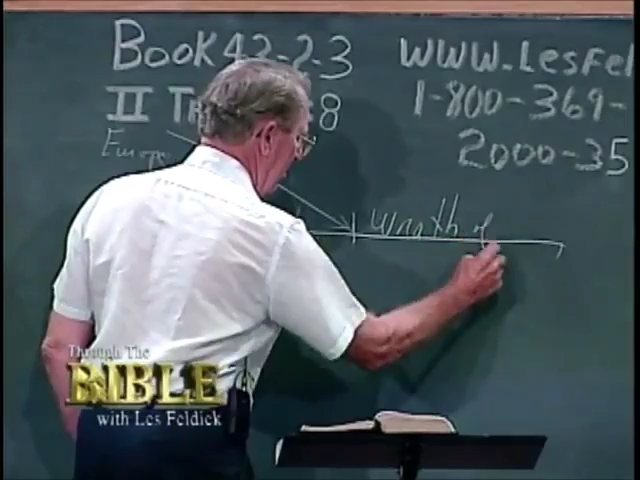 Book 42-2-3
WWW.LesFel
II Th 8
1-800-369-
2000-35
Europe
Wrath of
Through The
BIBLE
with Les Feldick